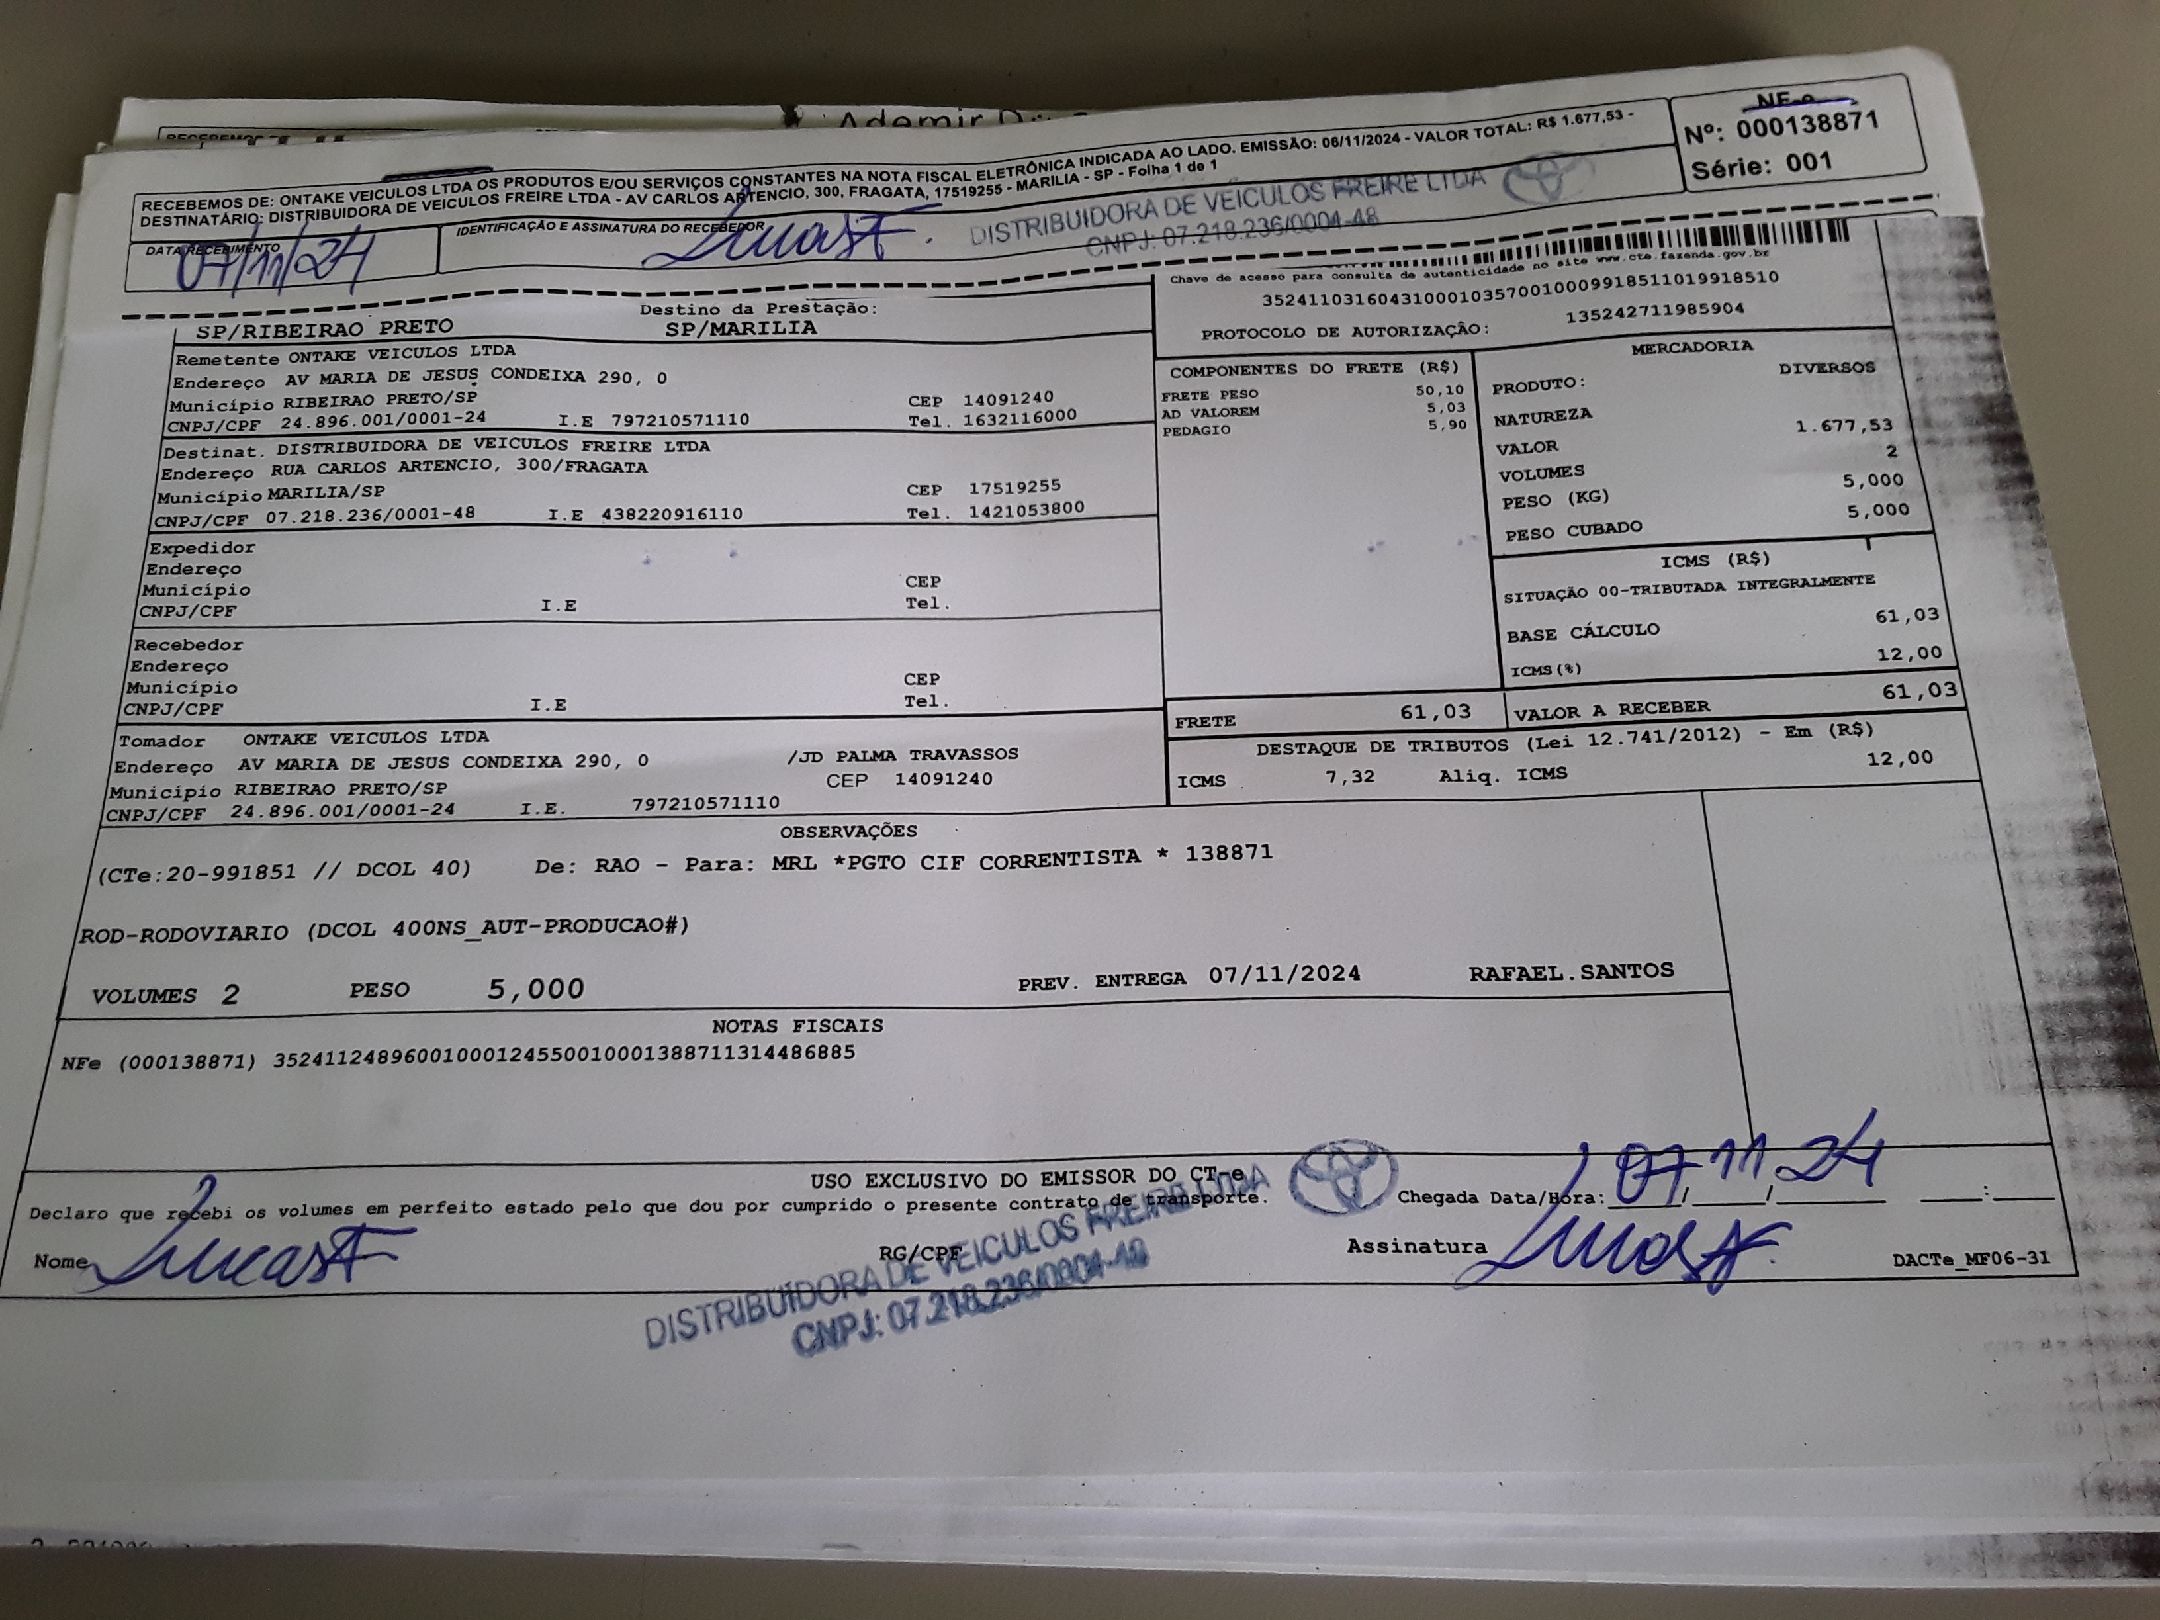 Ademir
NF-e
Nº: 000138871
Série: 001
RECEBEMOS DE: ONTAKE VEICULOS LTDA OS PRODUTOS E/OU SERVIÇOS CONSTANTES NA NOTA FISCAL ELETRÔNICA INDICADA AO LADO. EMISSÃO: 06/11/2024 - VALOR TOTAL: R$ 1.677,53 -
DESTINATÁRIO: DISTRIBUIDORA DE VEICULOS FREIRE LTDA - AV CARLOS ARTENCIO, 300, FRAGATA, 17519255 - MARILIA - SP - Folha 1 de 1
DATA RECEBIMENTO
07/11/24
IDENTIFICAÇÃO E ASSINATURA DO RECEBEDOR
DISTRIBUIDORA DE VEICULOS FREIRE LTDA
CNPJ: 07.218.236/0001-48
Chave de acesso para consulta de autenticidade no site www.cte.fazenda.gov.br
35241103160431000103570010009918511019918510
PROTOCOLO DE AUTORIZAÇÃO: 135242711985904
Destino da Prestação:
SP/RIBEIRAO PRETO SP/MARILIA
Remetente ONTAKE VEICULOS LTDA
Endereço AV MARIA DE JESUS CONDEIXA 290, 0
Município RIBEIRAO PRETO/SP CEP 14091240
CNPJ/CPF 24.896.001/0001-24 I.E 797210571110 Tel. 1632116000
Destinat. DISTRIBUIDORA DE VEICULOS FREIRE LTDA
Endereço RUA CARLOS ARTENCIO, 300/FRAGATA
Município MARILIA/SP CEP 17519255
CNPJ/CPF 07.218.236/0001-48 I.E 438220916110 Tel. 1421053800
Expedidor
Endereço
Município CEP
CNPJ/CPF I.E Tel.
Recebedor
Endereço
Município CEP
CNPJ/CPF I.E Tel.
Tomador ONTAKE VEICULOS LTDA
Endereço AV MARIA DE JESUS CONDEIXA 290, 0 /JD PALMA TRAVASSOS
Municipio RIBEIRAO PRETO/SP CEP 14091240
CNPJ/CPF 24.896.001/0001-24 I.E. 797210571110
COMPONENTES DO FRETE (R$)
FRETE PESO 50,10
AD VALOREM 5,03
PEDAGIO 5,90
MERCADORIA
PRODUTO: DIVERSOS
NATUREZA
VALOR 1.677,53
VOLUMES 2
PESO (KG) 5,000
PESO CUBADO 5,000
ICMS (R$)
SITUAÇÃO 00-TRIBUTADA INTEGRALMENTE
BASE CÁLCULO 61,03
ICMS(%) 12,00
FRETE 61,03 VALOR A RECEBER 61,03
DESTAQUE DE TRIBUTOS (Lei 12.741/2012) - Em (R$)
ICMS 7,32 Aliq. ICMS 12,00
OBSERVAÇÕES
(CTe:20-991851 // DCOL 40) De: RAO - Para: MRL *PGTO CIF CORRENTISTA * 138871
ROD-RODOVIARIO (DCOL 400NS_AUT-PRODUCAO#)
VOLUMES 2 PESO 5,000 PREV. ENTREGA 07/11/2024 RAFAEL.SANTOS
NOTAS FISCAIS
NFe (000138871) 35241124896001000124550010001388711314486885
USO EXCLUSIVO DO EMISSOR DO CT-e
Declaro que recebi os volumes em perfeito estado pelo que dou por cumprido o presente contrato de transporte. Chegada Data/Hora: 07/11/24 __:__
Nome RG/CPF Assinatura DACTe_MF06-31
DISTRIBUIDORA DE VEICULOS FREIRE LTDA
CNPJ: 07.218.236/0001-48